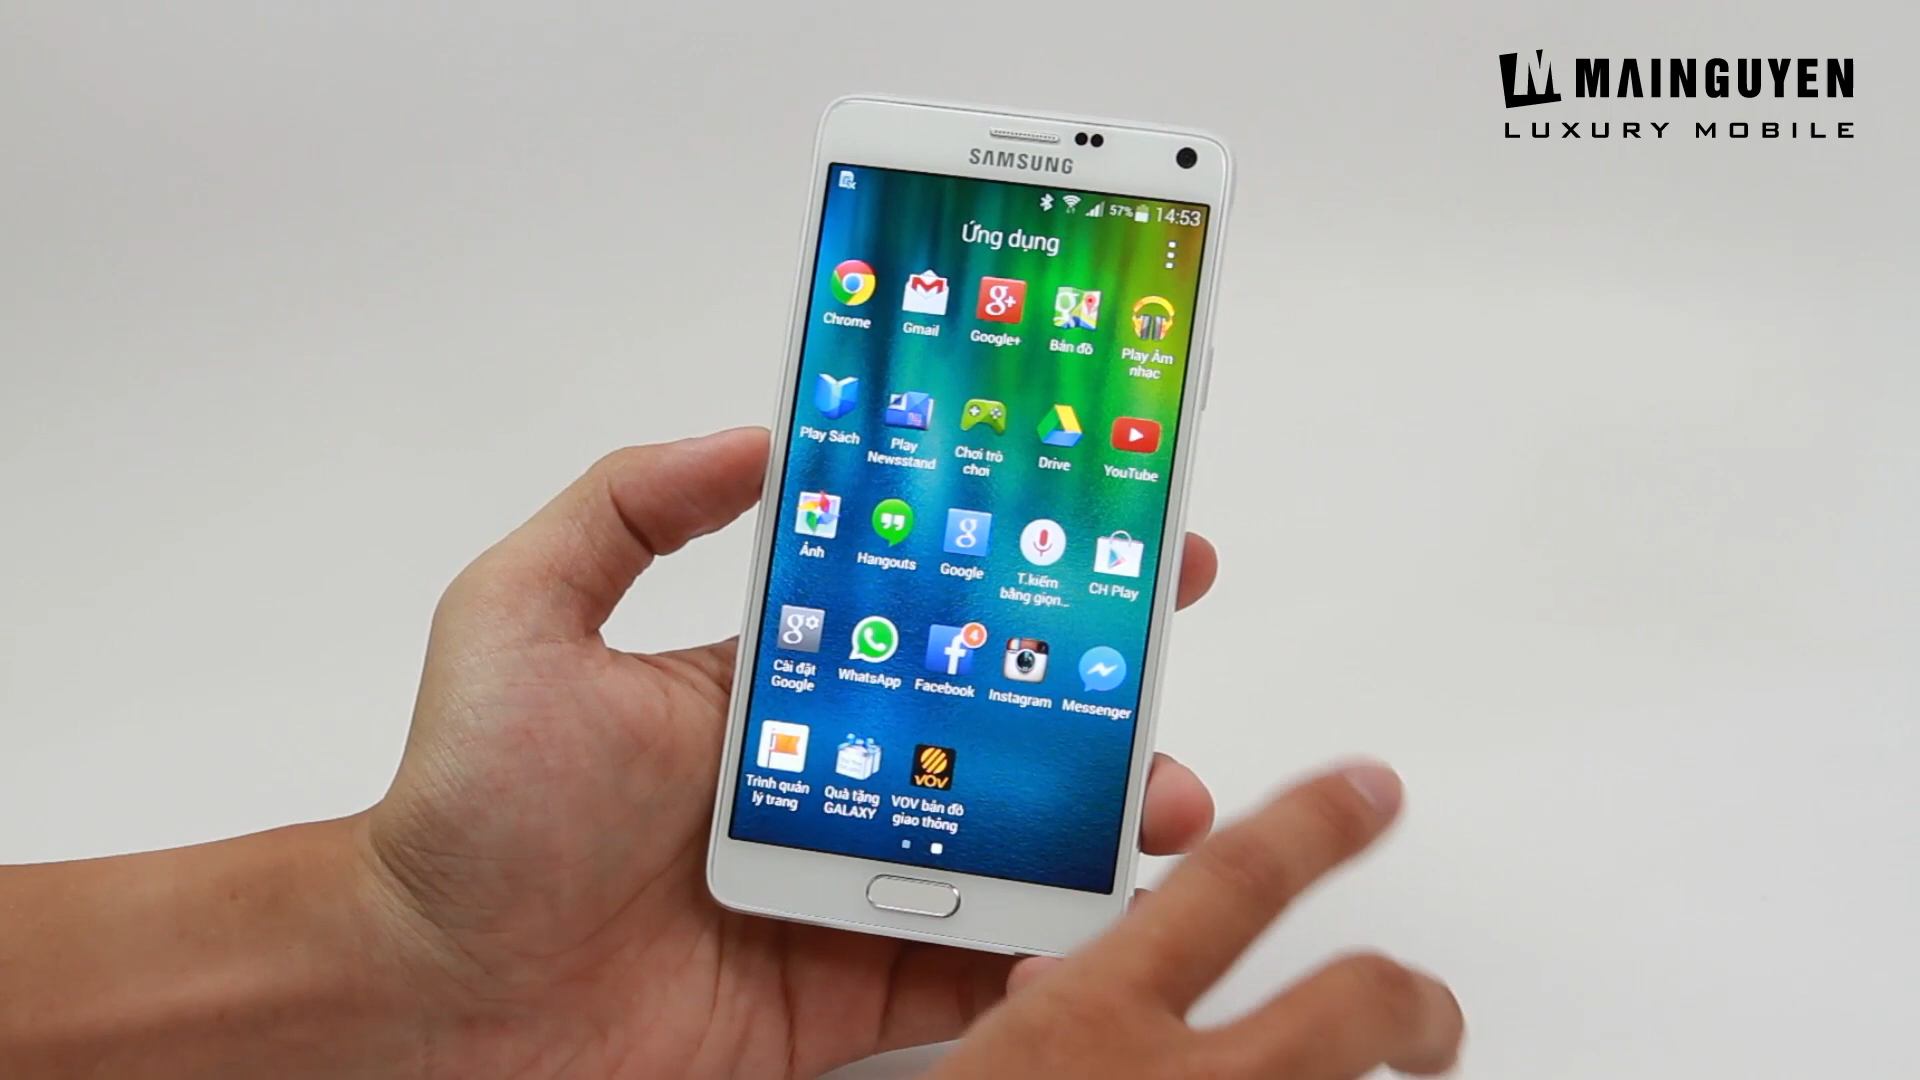 MAINGUYEN
LUXURY MOBILE
SAMSUNG
57% 14:53
Ứng dụng
Chrome
Gmail
Google+
Bản đồ
Play Âm
nhạc
Play Sách
Play
Newsstand
Chơi trò
chơi
Drive
YouTube
Ảnh
Hangouts
Google
T.kiếm
bằng giọn...
CH Play
Cài đặt
Google
WhatsApp
4
Facebook
Instagram
Messenger
Trình quản
lý trang
Quà tặng
GALAXY
VOV
VOV bản đồ
giao thông